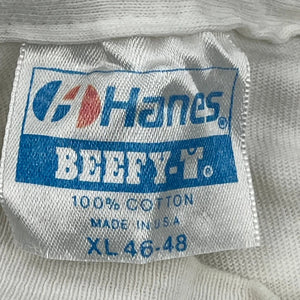 Hanes®
BEEFY-T®
100% COTTON
MADE IN U.S.A
XL 46-48